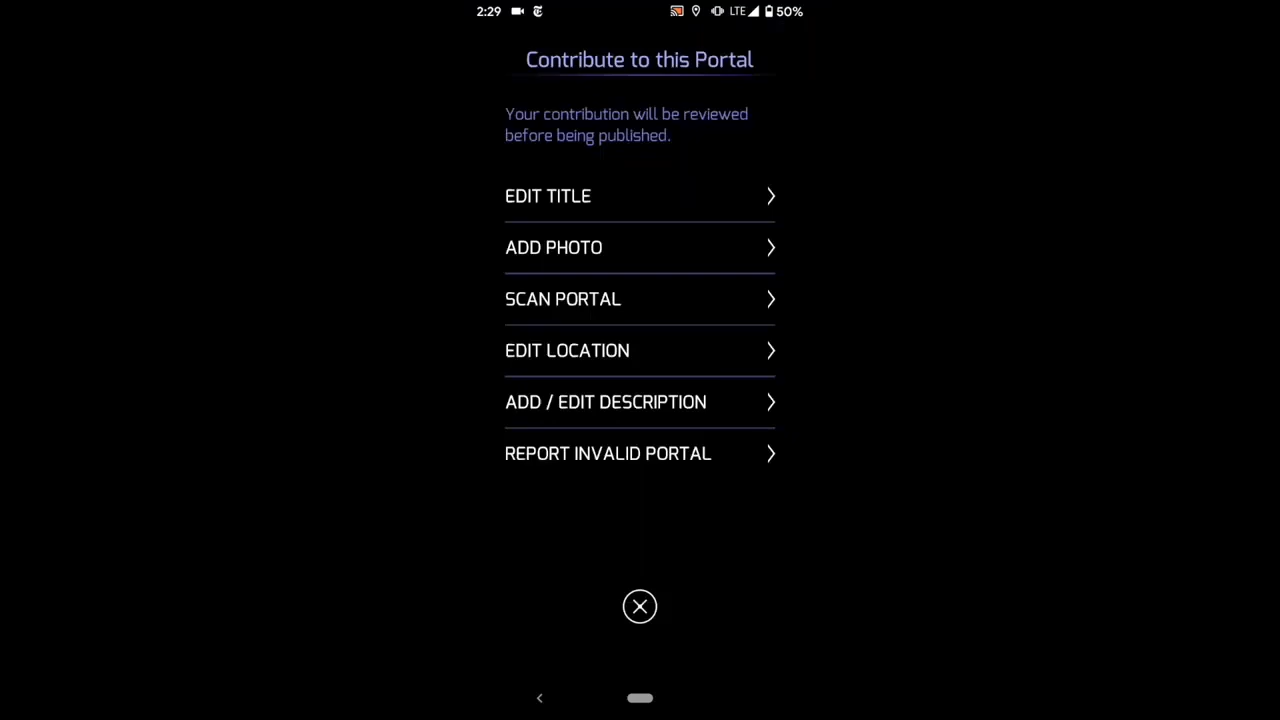 2:29 LTE 50%
Contribute to this Portal
Your contribution will be reviewed
before being published.
EDIT TITLE
ADD PHOTO
SCAN PORTAL
EDIT LOCATION
ADD / EDIT DESCRIPTION
REPORT INVALID PORTAL